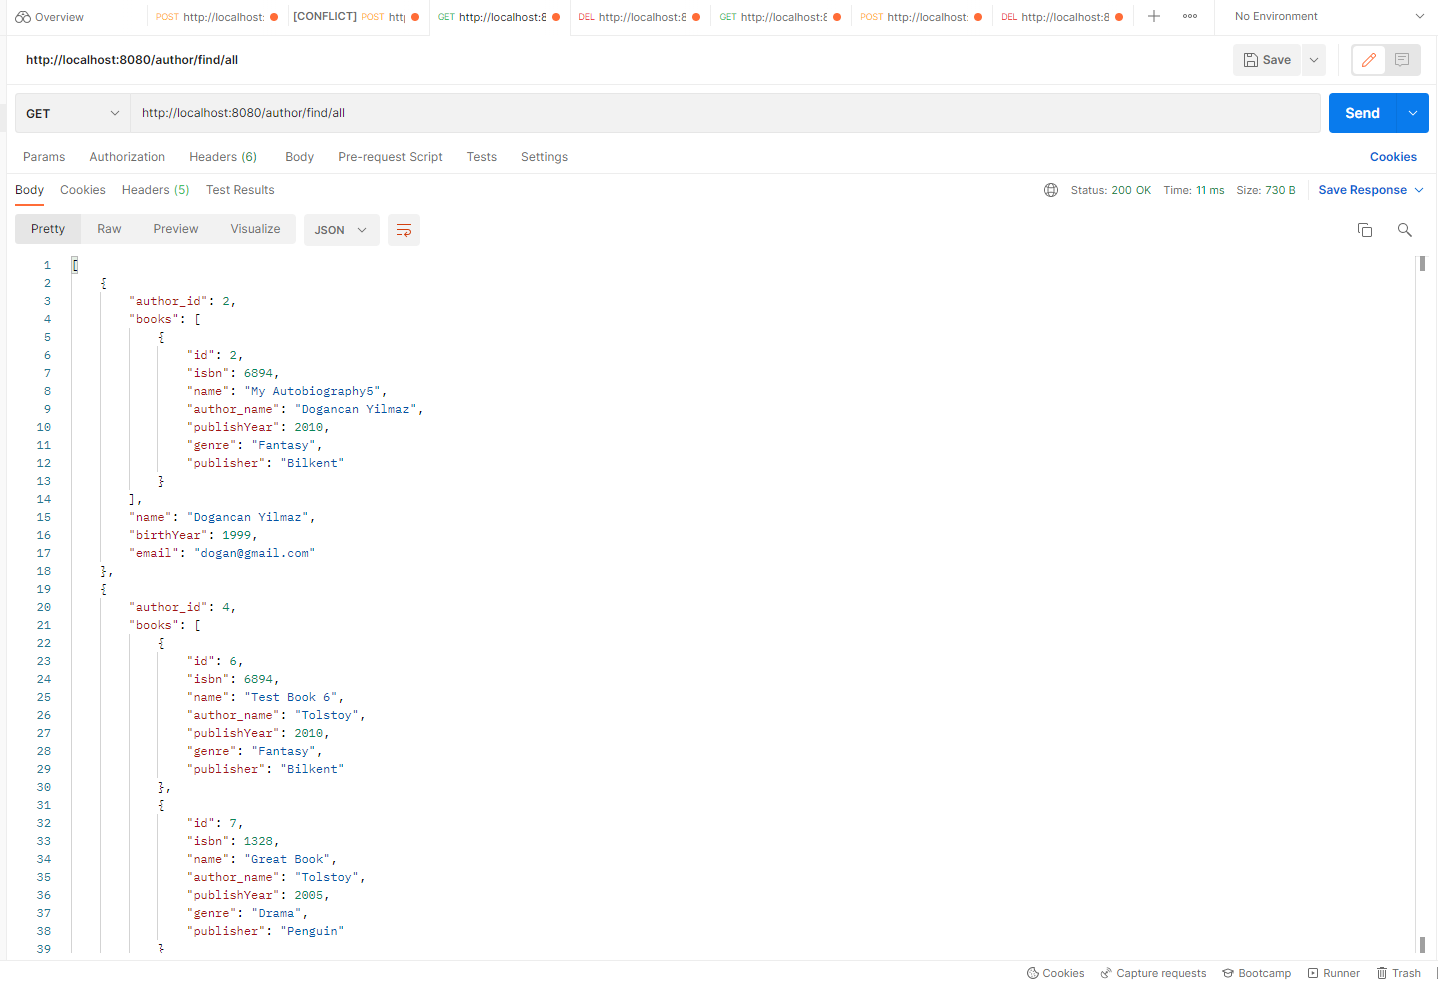 Overview
POST http://localhost:
[CONFLICT] POST http
GET http://localhost:8
DEL http://localhost:8
GET http://localhost:8
POST http://localhost:
DEL http://localhost:8
No Environment
http://localhost:8080/author/find/all
Save
GET
http://localhost:8080/author/find/all
Send
Params Authorization Headers (6) Body Pre-request Script Tests Settings Cookies
Body Cookies Headers (5) Test Results Status: 200 OK Time: 11 ms Size: 730 B Save Response
Pretty Raw Preview Visualize JSON
1 [
2 {
3 "author_id": 2,
4 "books": [
5 {
6 "id": 2,
7 "isbn": 6894,
8 "name": "My Autobiography5",
9 "author_name": "Dogancan Yilmaz",
10 "publishYear": 2010,
11 "genre": "Fantasy",
12 "publisher": "Bilkent"
13 }
14 ],
15 "name": "Dogancan Yilmaz",
16 "birthYear": 1999,
17 "email": "dogan@gmail.com"
18 },
19 {
20 "author_id": 4,
21 "books": [
22 {
23 "id": 6,
24 "isbn": 6894,
25 "name": "Test Book 6",
26 "author_name": "Tolstoy",
27 "publishYear": 2010,
28 "genre": "Fantasy",
29 "publisher": "Bilkent"
30 },
31 {
32 "id": 7,
33 "isbn": 1328,
34 "name": "Great Book",
35 "author_name": "Tolstoy",
36 "publishYear": 2005,
37 "genre": "Drama",
38 "publisher": "Penguin"
39 }
Cookies Capture requests Bootcamp Runner Trash